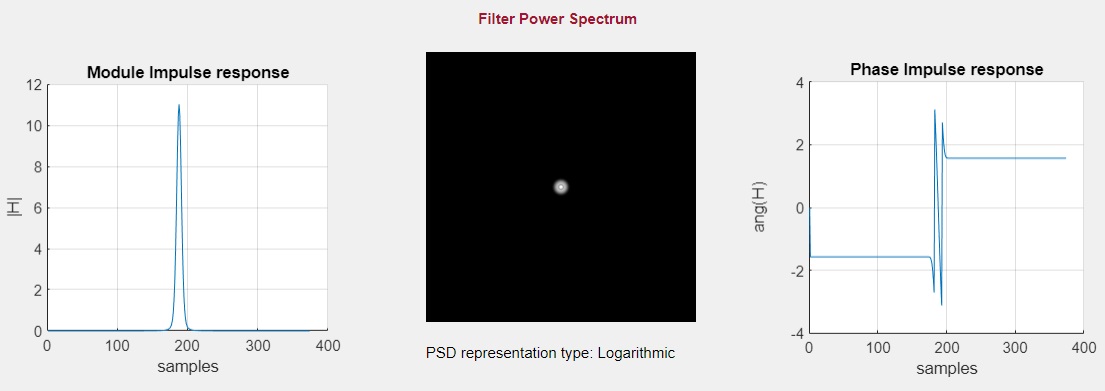 Filter Power Spectrum
Module Impulse response
12
10
8
6
4
2
0
|H|
0 100 200 300 400
samples
PSD representation type: Logarithmic
Phase Impulse response
4
2
0
-2
-4
ang(H)
0 100 200 300 400
samples